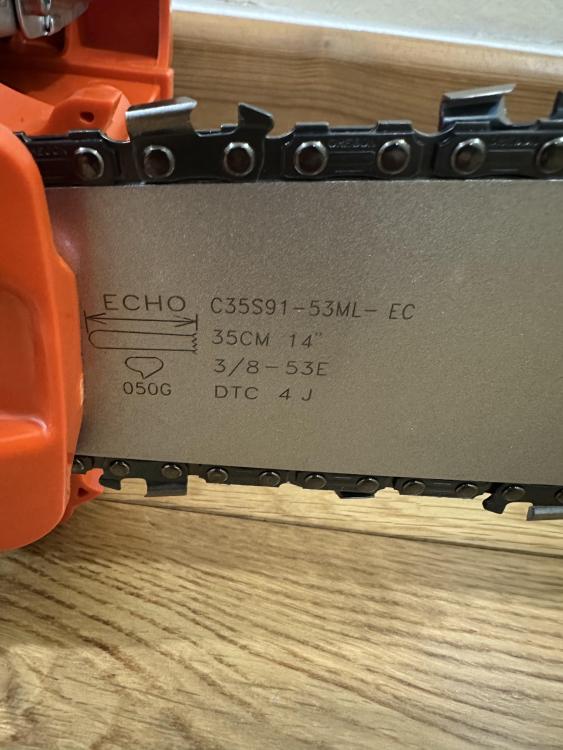 ECHO C35S91-53ML- EC
35CM 14"
3/8-53E
050G DTC 4 J